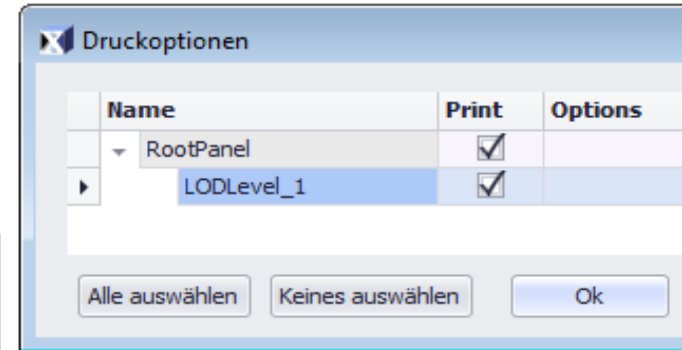 Druckoptionen
Name Print Options
RootPanel
LODLevel_1
Alle auswählen Keines auswählen Ok